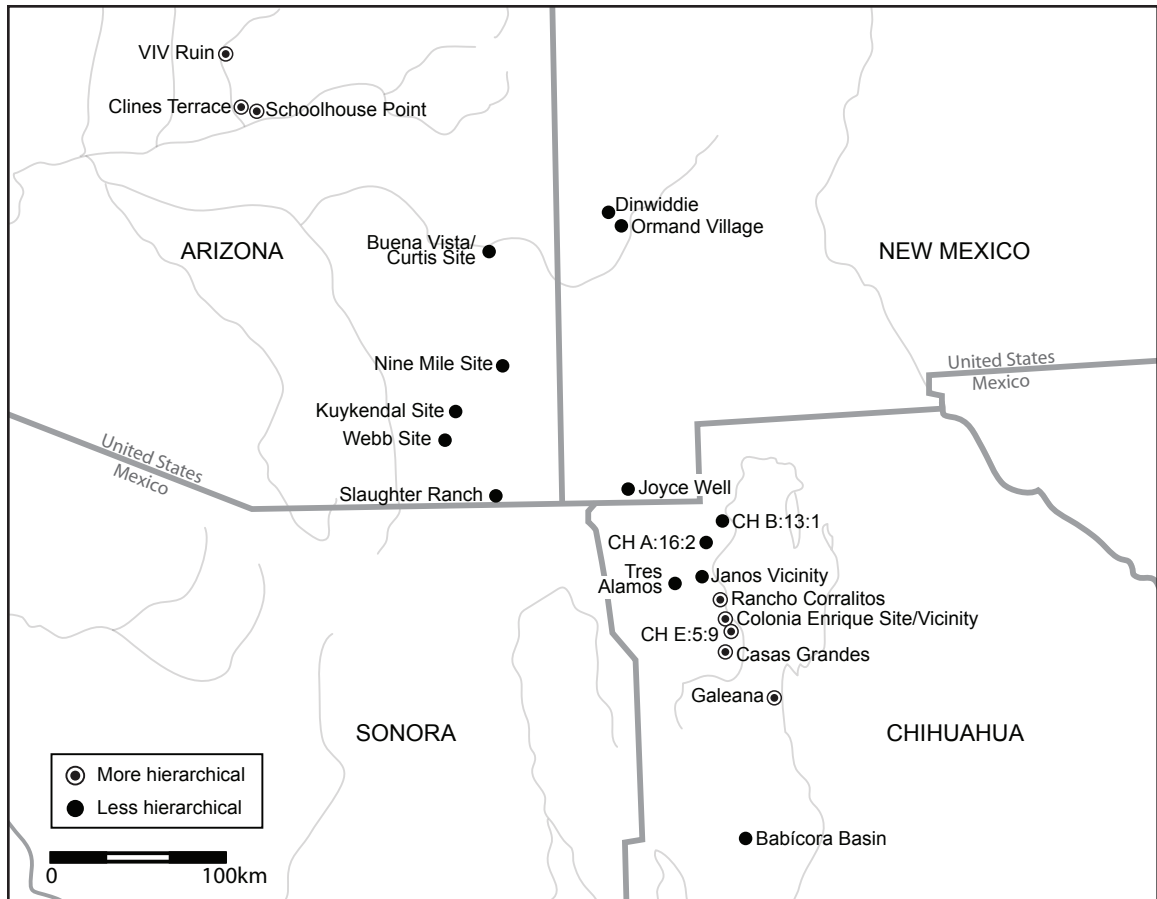 VIV Ruin
Clines Terrace
Schoolhouse Point
Dinwiddie
Ormand Village
ARIZONA
Buena Vista/
Curtis Site
NEW MEXICO
Nine Mile Site
United States
Mexico
Kuykendal Site
Webb Site
United States
Mexico
Slaughter Ranch
Joyce Well
CH B:13:1
CH A:16:2
Tres
Alamos
Janos Vicinity
Rancho Corralitos
Colonia Enrique Site/Vicinity
CH E:5:9
Casas Grandes
Galeana
SONORA
CHIHUAHUA
More hierarchical
Less hierarchical
Babícora Basin
0
100km